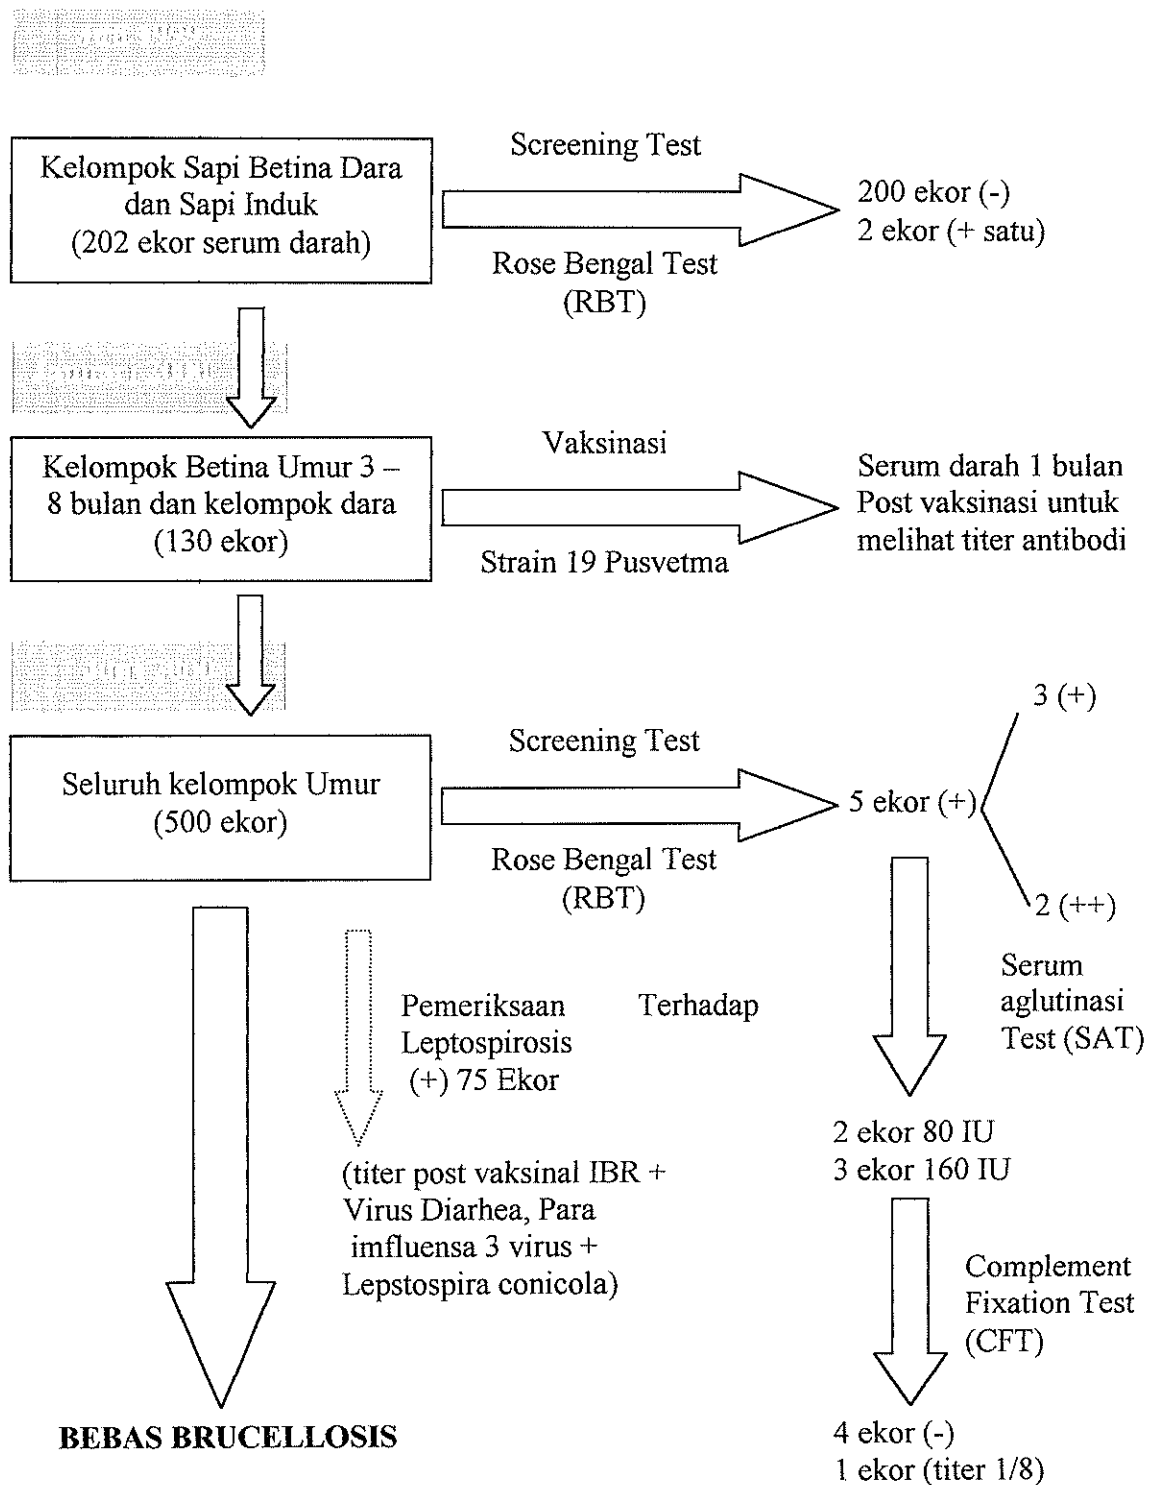 Screening Test
Kelompok Sapi Betina Dara
dan Sapi Induk
(202 ekor serum darah)
200 ekor (-)
2 ekor (+ satu)
Rose Bengal Test
(RBT)
Vaksinasi
Kelompok Betina Umur 3 –
8 bulan dan kelompok dara
(130 ekor)
Serum darah 1 bulan
Post vaksinasi untuk
melihat titer antibodi
Strain 19 Pusvetma
Screening Test
3 (+)
Seluruh kelompok Umur
(500 ekor)
5 ekor (+)
Rose Bengal Test
(RBT)
2 (++)
Serum
aglutinasi
Test (SAT)
Pemeriksaan Terhadap
Leptospirosis
(+) 75 Ekor
2 ekor 80 IU
3 ekor 160 IU
(titer post vaksinal IBR +
Virus Diarhea, Para
imfluensa 3 virus +
Lepstospira conicola)
Complement
Fixation Test
(CFT)
BEBAS BRUCELLOSIS
4 ekor (-)
1 ekor (titer 1/8)